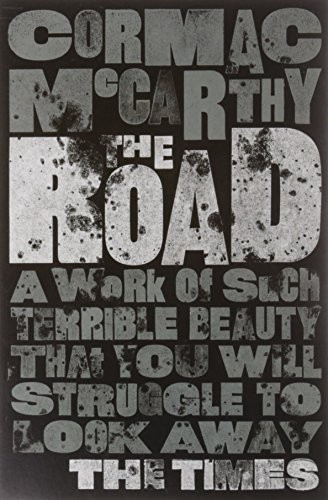 CORMAC
McCARTHY
THE
ROAD
A WoRK Of SuCH
TERRIBLE BEAUTY
THAt YOU WILL
STRUGGLE TO
LOOK AWAY
THE TIMES